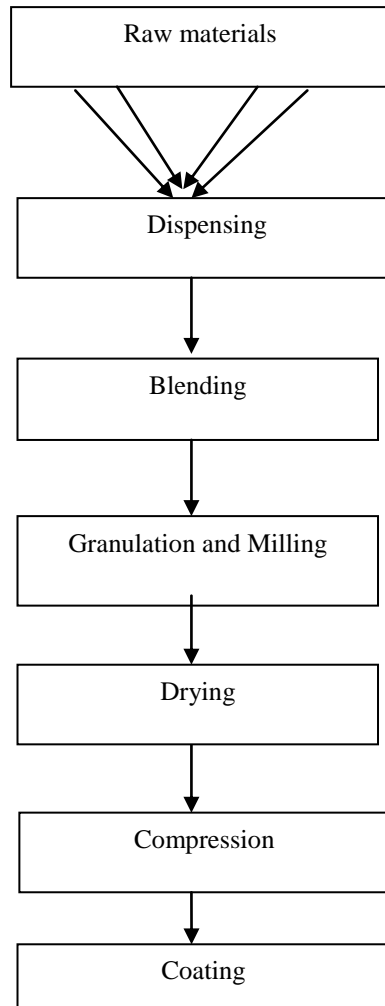 Raw materials
Dispensing
Blending
Granulation and Milling
Drying
Compression
Coating